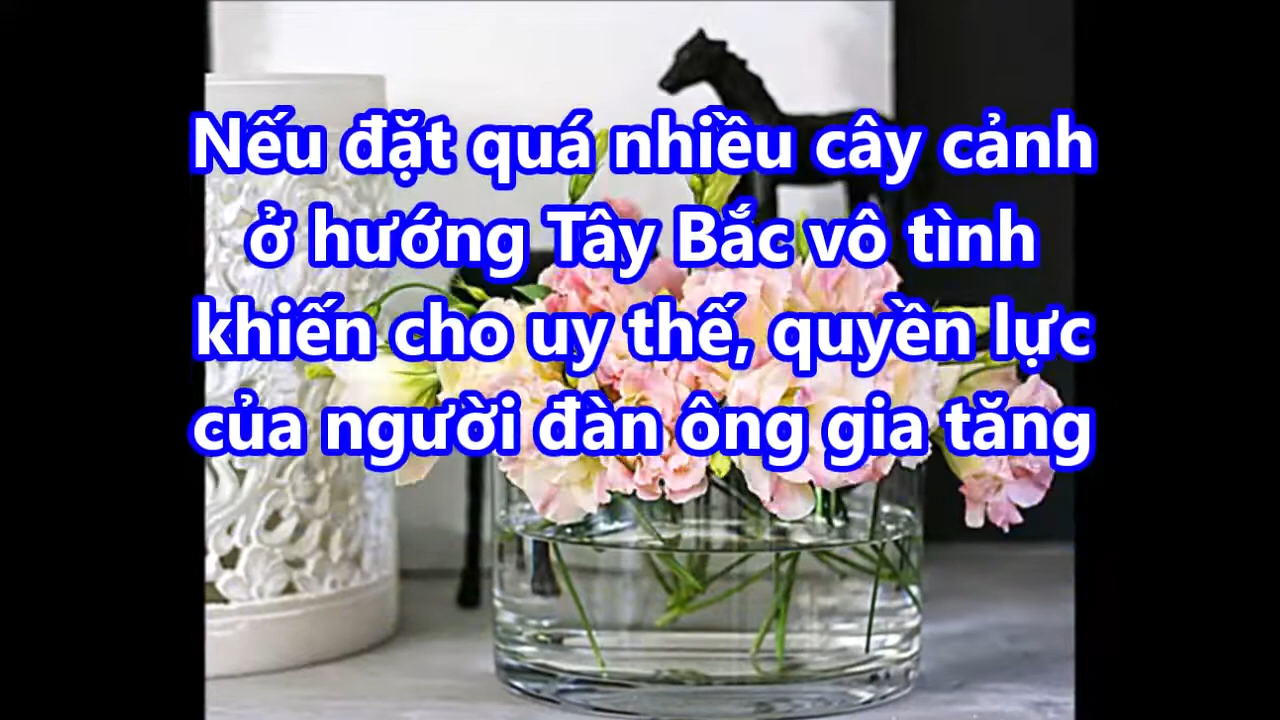 Nếu đặt quá nhiều cây cảnh
ở hướng Tây Bắc vô tình
khiến cho uy thế, quyền lực
của người đàn ông gia tăng